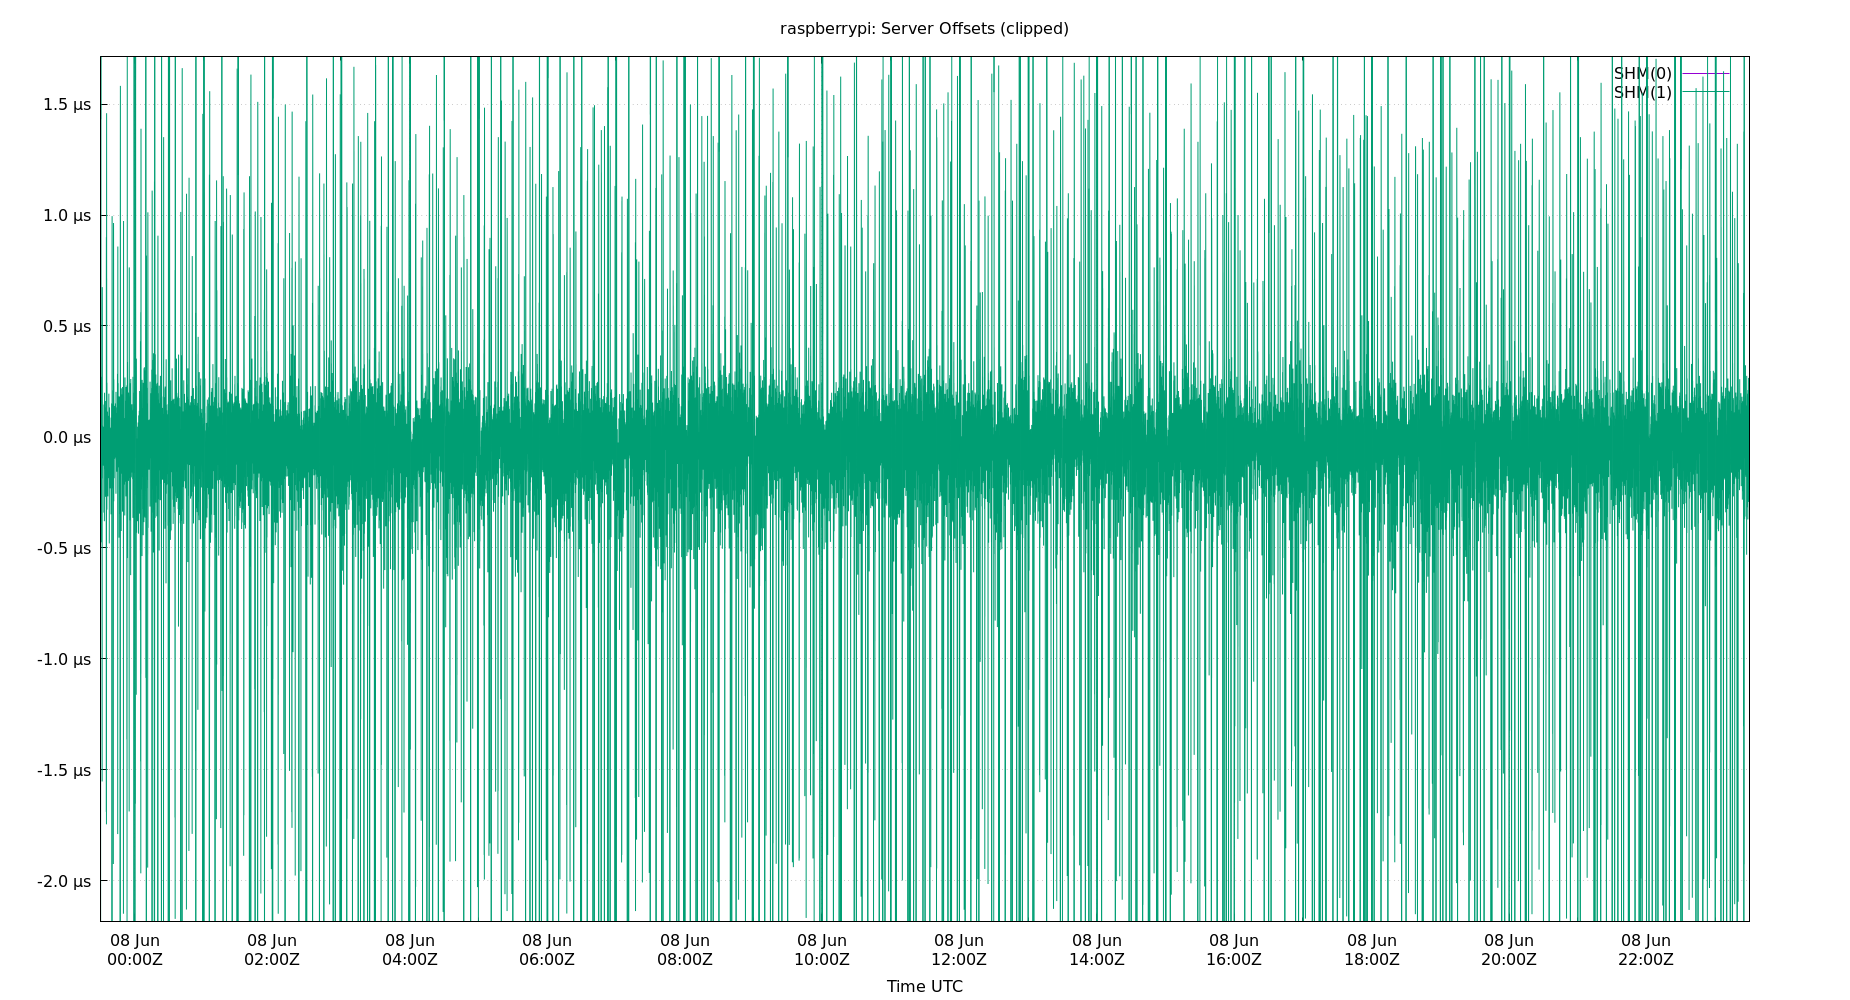 raspberrypi: Server Offsets (clipped)
SHM(0)
SHM(1)
1.5 µs
1.0 µs
0.5 µs
0.0 µs
-0.5 µs
-1.0 µs
-1.5 µs
-2.0 µs
08 Jun 08 Jun 08 Jun 08 Jun 08 Jun 08 Jun 08 Jun 08 Jun 08 Jun 08 Jun 08 Jun 08 Jun
00:00Z 02:00Z 04:00Z 06:00Z 08:00Z 10:00Z 12:00Z 14:00Z 16:00Z 18:00Z 20:00Z 22:00Z
Time UTC